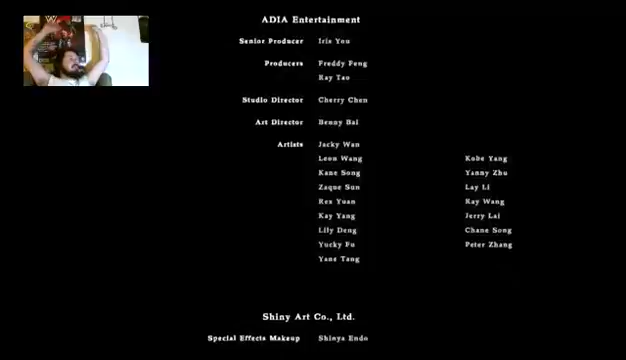 ADIA Entertainment
Senior Producer Iris You
Producers Freddy Feng
Ray Tao
Studio Director Cherry Chen
Art Director Benny Bai
Artists Jacky Wan
Leon Wang Kobe Yang
Kane Song Yanny Zhu
Zaque Sun Lay Li
Rex Yuan Kay Wang
Kay Yang Jerry Lai
Lily Deng Chane Song
Yucky Fu Peter Zhang
Yane Tang
Shiny Art Co., Ltd.
Special Effects Makeup Shinya Endo